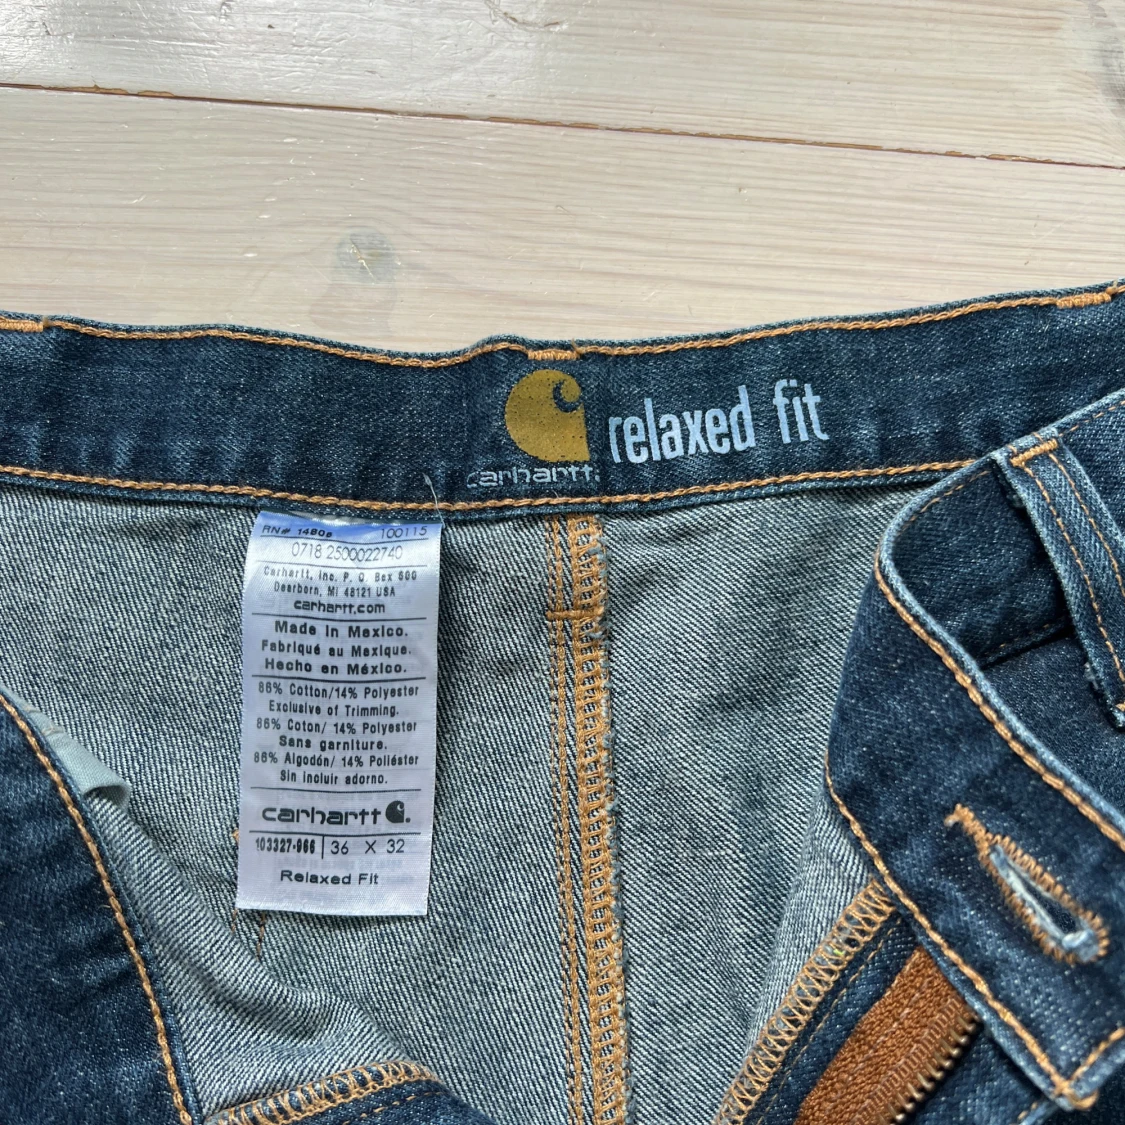 carhartt.
relaxed fit
RN# 14806 100115
0718 2500022740
Carhartt, Inc. P. O. Box 600
Dearborn, MI 48121 USA
carhartt.com
Made in Mexico.
Fabriqué au Mexique.
Hecho en México.
86% Cotton/14% Polyester
Exclusive of Trimming.
86% Coton/ 14% Polyester
Sans garniture.
86% Algodón/ 14% Poliéster
Sin incluir adorno.
carhartt
103327-966 | 36 X 32
Relaxed Fit